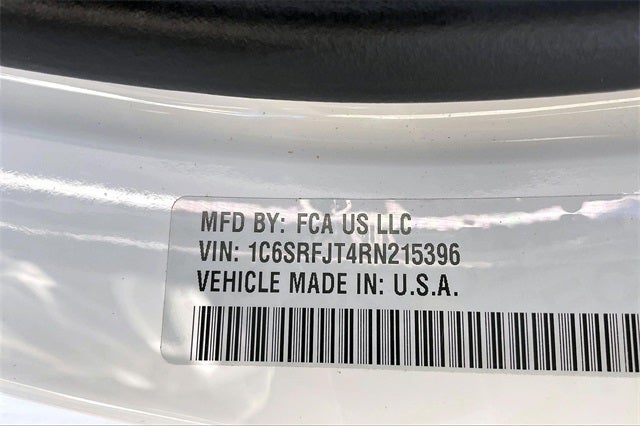 MFD BY: FCA US LLC
VIN: 1C6SRFJT4RN215396
VEHICLE MADE IN: U.S.A.